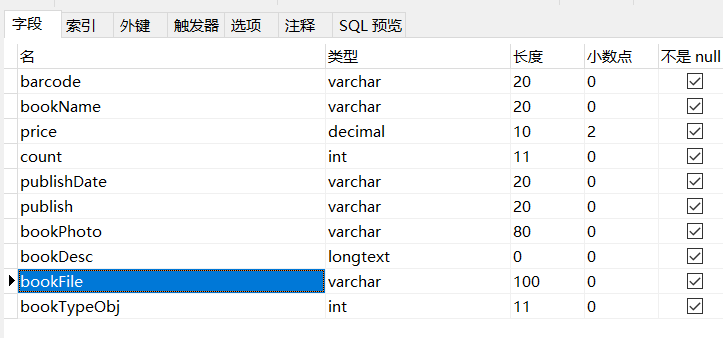 字段 索引 外键 触发器 选项 注释 SQL 预览
名 类型 长度 小数点 不是 null
barcode varchar 20 0
bookName varchar 20 0
price decimal 10 2
count int 11 0
publishDate varchar 20 0
publish varchar 20 0
bookPhoto varchar 80 0
bookDesc longtext 0 0
bookFile varchar 100 0
bookTypeObj int 11 0